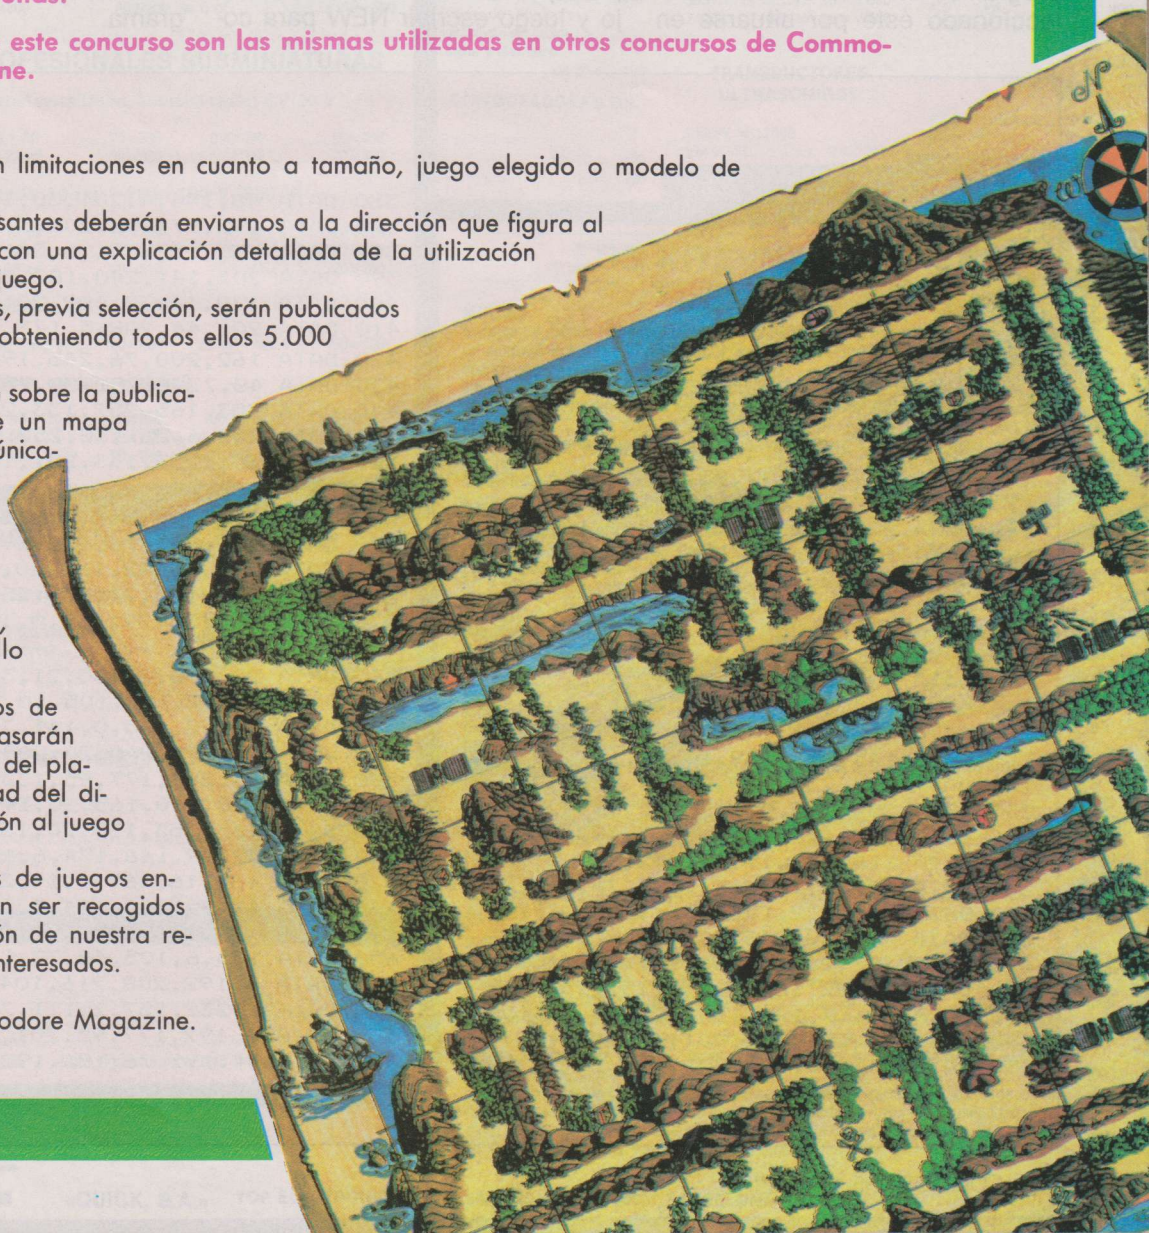 este concurso son las mismas utilizadas en otros concursos de Commo-
ne.
limitaciones en cuanto a tamaño, juego elegido o modelo de
santes deberán enviarnos a la dirección que figura al
con una explicación detallada de la utilización
juego.
s, previa selección, serán publicados
obteniendo todos ellos 5.000
sobre la publica-
e un mapa
única-
,
lo
os de
asarán
del pla-
ad del di-
ón al juego
s de juegos en-
n ser recogidos
ón de nuestra re-
nteresados.
odore Magazine.
N
W